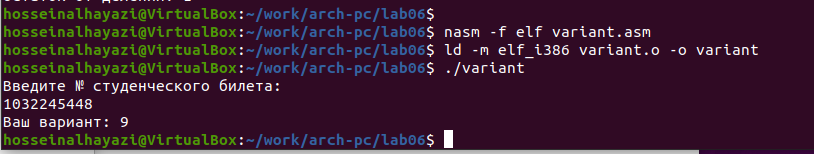 hosseinalhayazi@VirtualBox:~/work/arch-pc/lab06$
hosseinalhayazi@VirtualBox:~/work/arch-pc/lab06$ nasm -f elf variant.asm
hosseinalhayazi@VirtualBox:~/work/arch-pc/lab06$ ld -m elf_i386 variant.o -o variant
hosseinalhayazi@VirtualBox:~/work/arch-pc/lab06$ ./variant
Введите № студенческого билета:
1032245448
Ваш вариант: 9
hosseinalhayazi@VirtualBox:~/work/arch-pc/lab06$